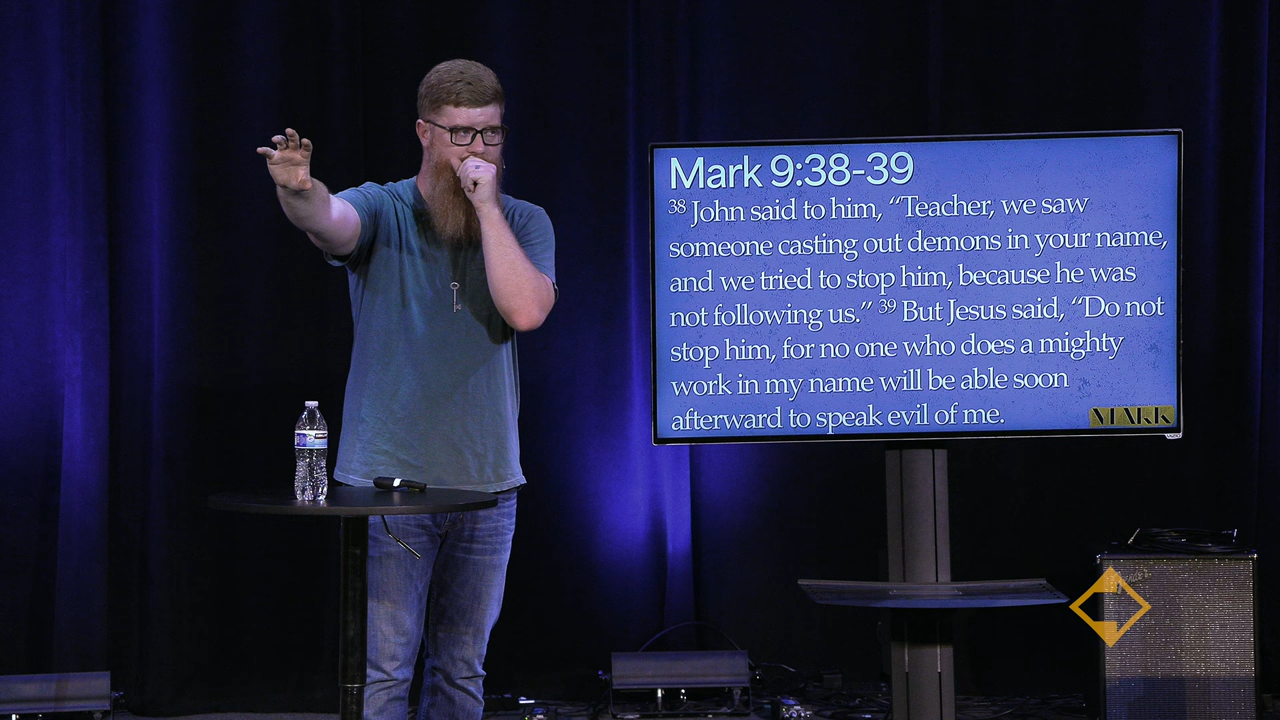 Mark 9:38-39
38 John said to him, “Teacher, we saw
someone casting out demons in your name,
and we tried to stop him, because he was
not following us.” 39 But Jesus said, “Do not
stop him, for no one who does a mighty
work in my name will be able soon
afterward to speak evil of me.
MARK
VIZIO